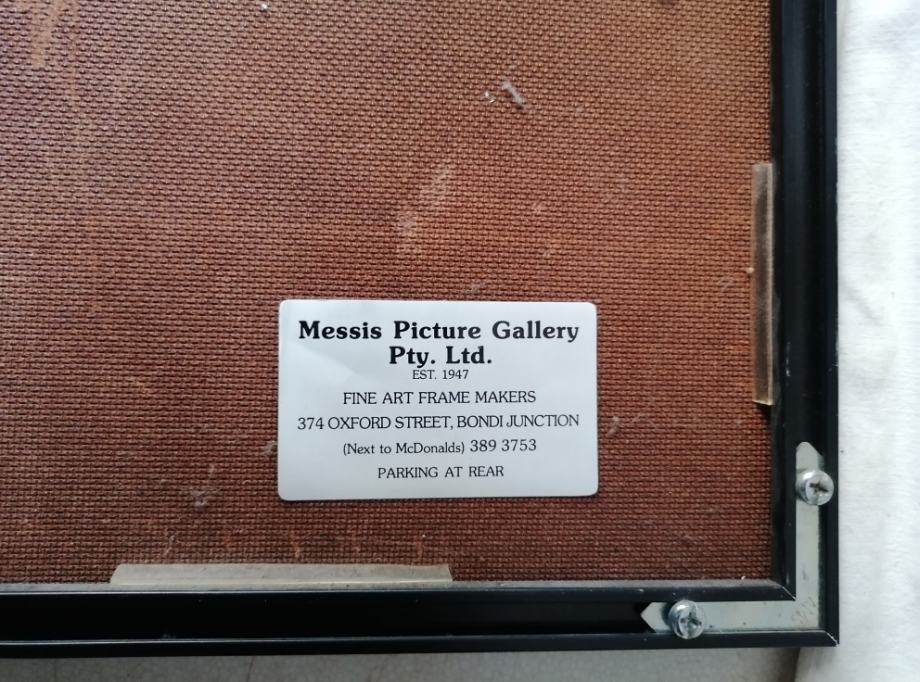 Messis Picture Gallery
Pty. Ltd.
EST. 1947
FINE ART FRAME MAKERS
374 OXFORD STREET, BONDI JUNCTION
(Next to McDonalds) 389 3753
PARKING AT REAR